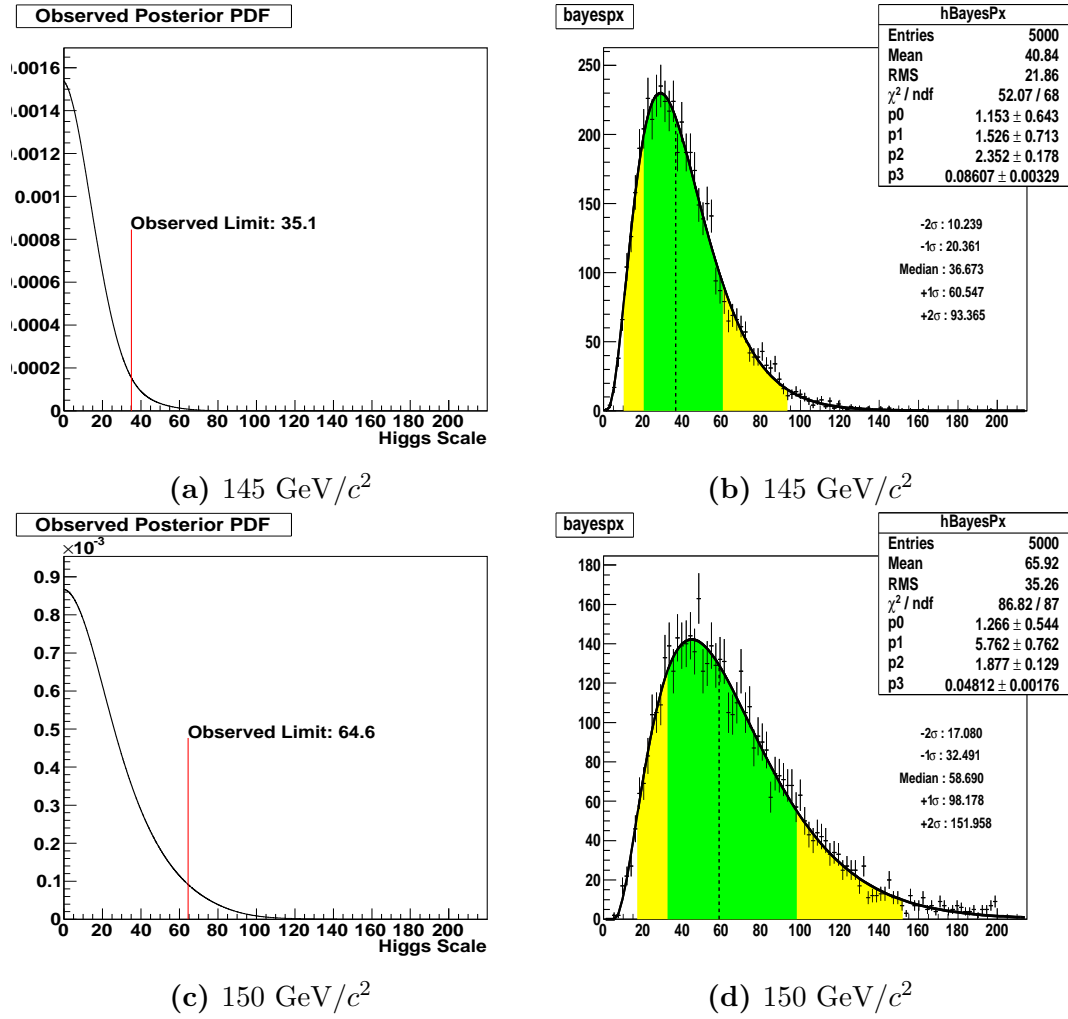 Observed Posterior PDF
0.0016
0.0014
0.0012
0.001
0.0008
0.0006
0.0004
0.0002
0
Observed Limit: 35.1
0 20 40 60 80 100 120 140 160 180 200
Higgs Scale
(a) 145 GeV/c²
bayespx
250
200
150
100
50
0
0 20 40 60 80 100 120 140 160 180 200
hBayesPx
Entries 5000
Mean 40.84
RMS 21.86
χ² / ndf 52.07 / 68
p0 1.153 ± 0.643
p1 1.526 ± 0.713
p2 2.352 ± 0.178
p3 0.08607 ± 0.00329
-2σ : 10.239
-1σ : 20.361
Median : 36.673
+1σ : 60.547
+2σ : 93.365
(b) 145 GeV/c²
Observed Posterior PDF
×10⁻³
0.9
0.8
0.7
0.6
0.5
0.4
0.3
0.2
0.1
0
Observed Limit: 64.6
0 20 40 60 80 100 120 140 160 180 200
Higgs Scale
(c) 150 GeV/c²
bayespx
180
160
140
120
100
80
60
40
20
0
0 20 40 60 80 100 120 140 160 180 200
hBayesPx
Entries 5000
Mean 65.92
RMS 35.26
χ² / ndf 86.82 / 87
p0 1.266 ± 0.544
p1 5.762 ± 0.762
p2 1.877 ± 0.129
p3 0.04812 ± 0.00176
-2σ : 17.080
-1σ : 32.491
Median : 58.690
+1σ : 98.178
+2σ : 151.958
(d) 150 GeV/c²